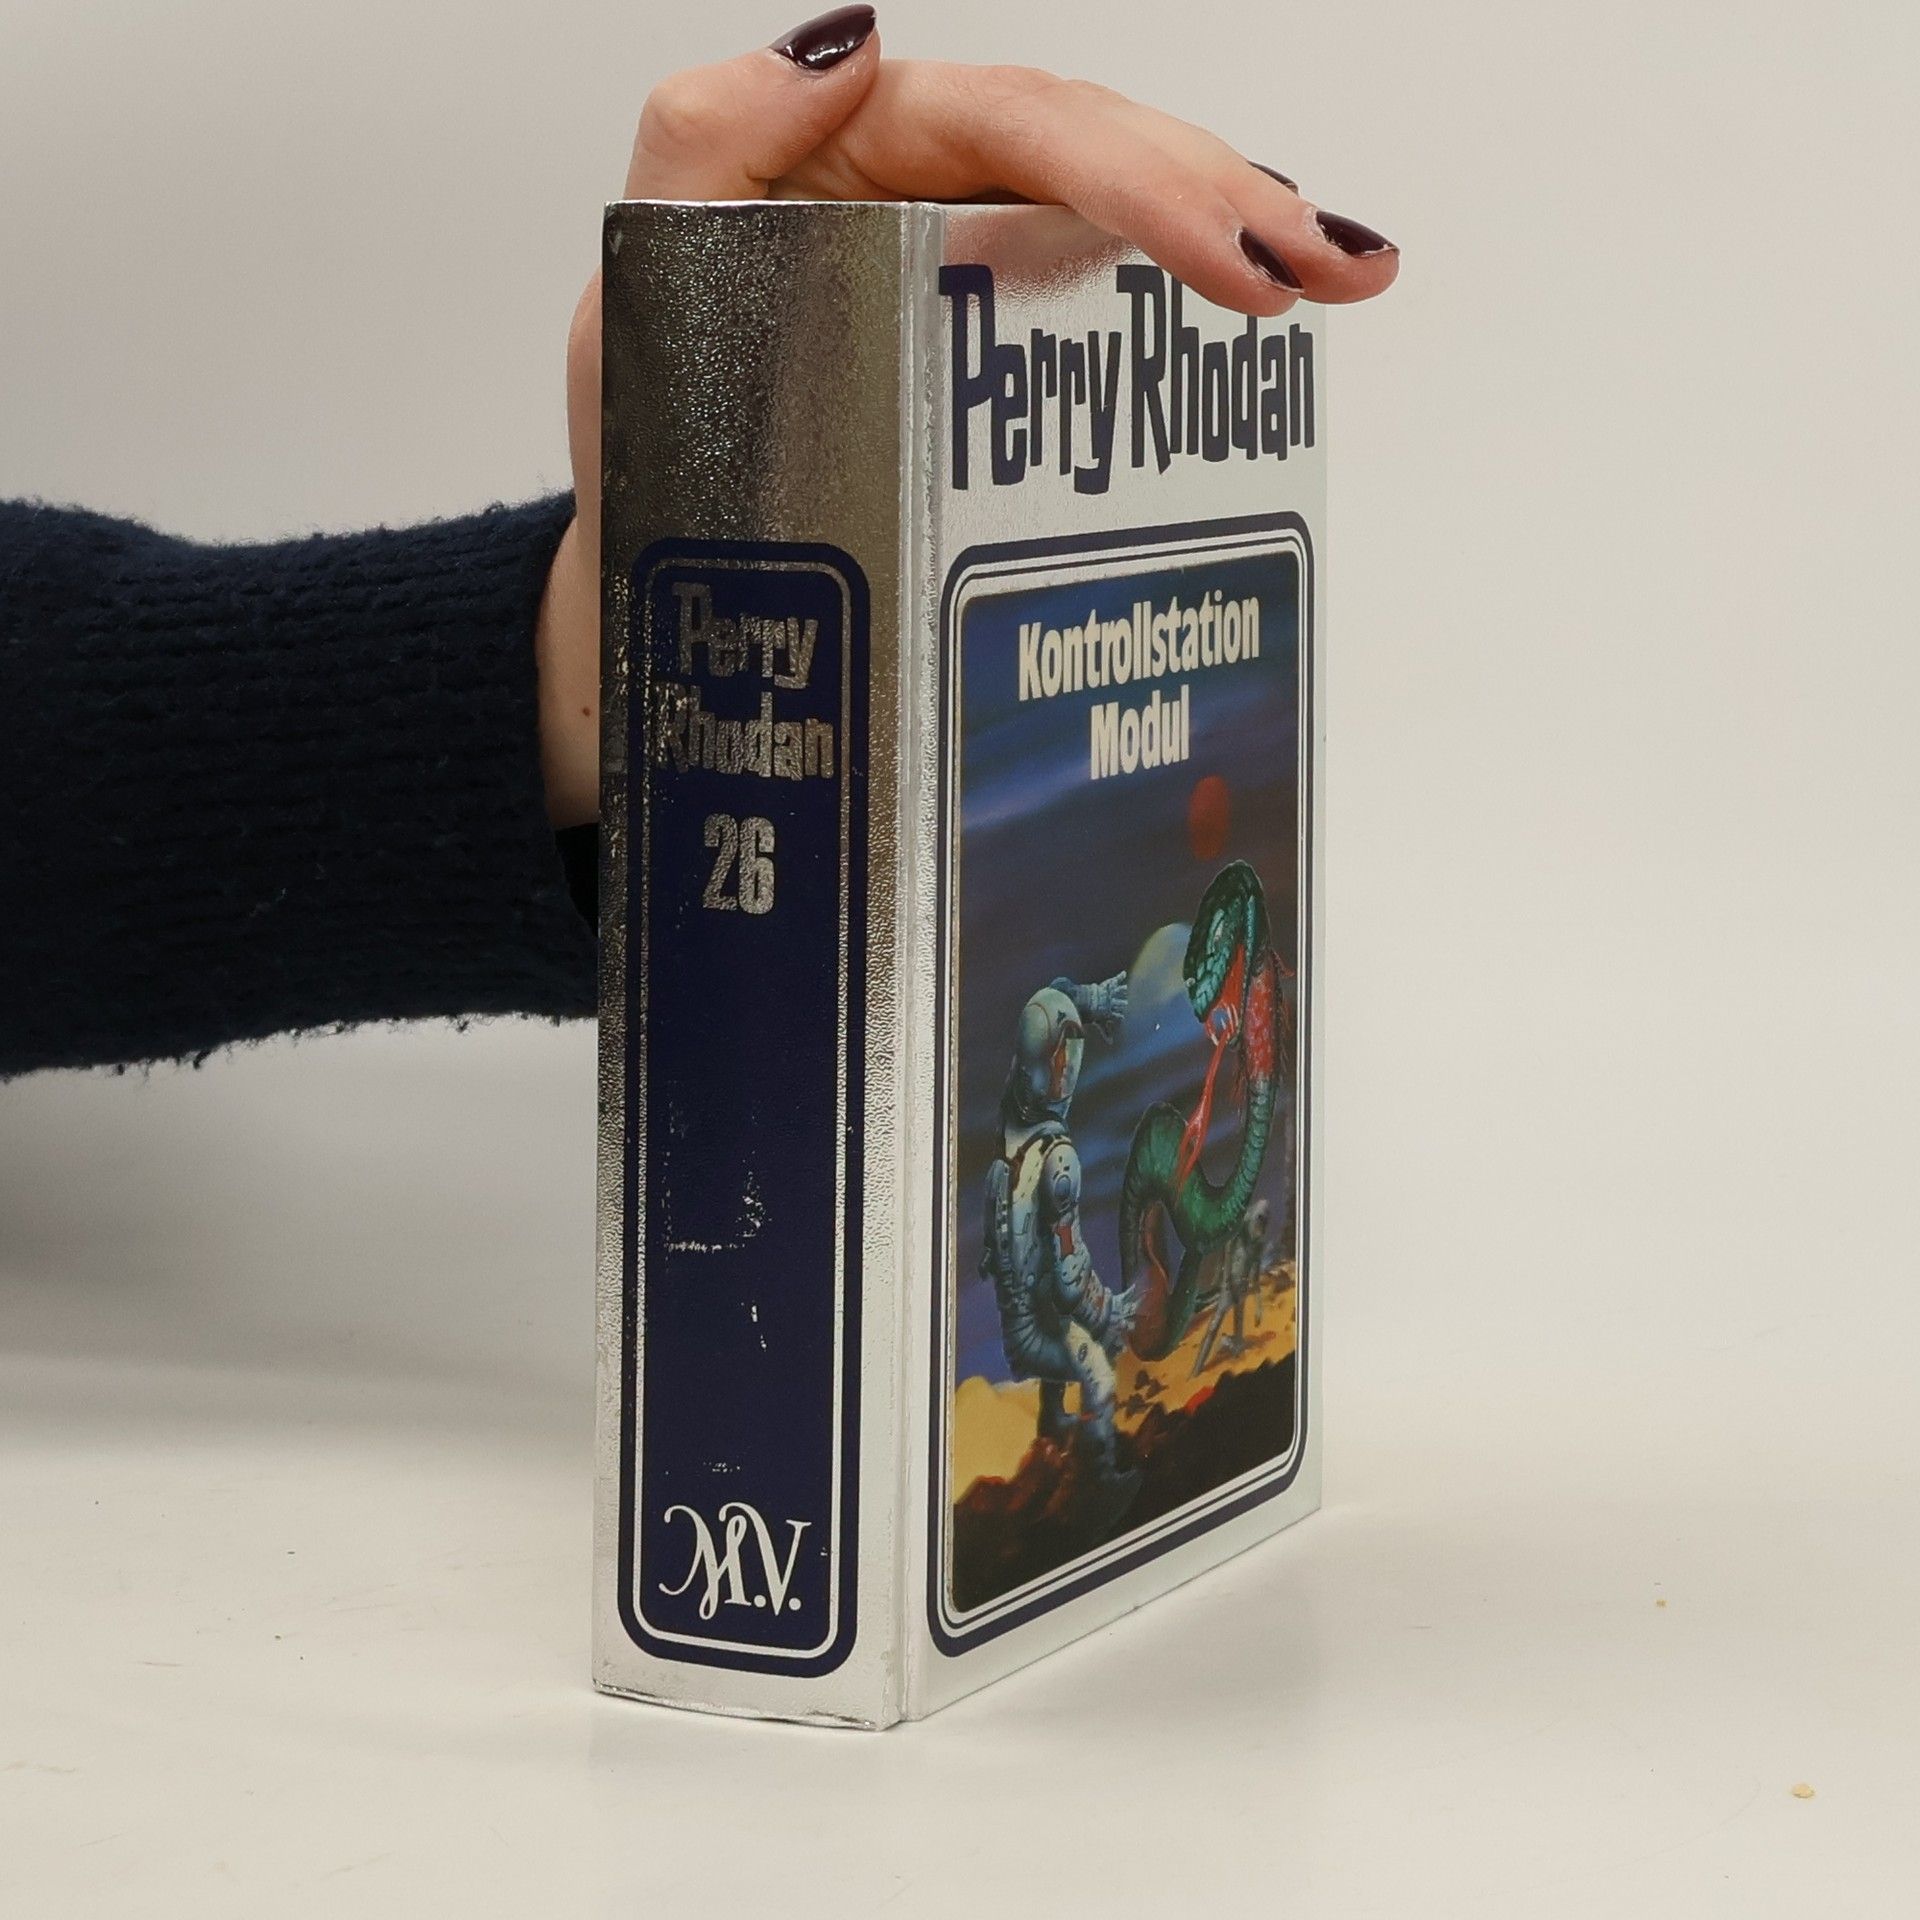 Perry
Rhodan
26
M.V.
Perry Rhodan
Kontrollstation
Modul